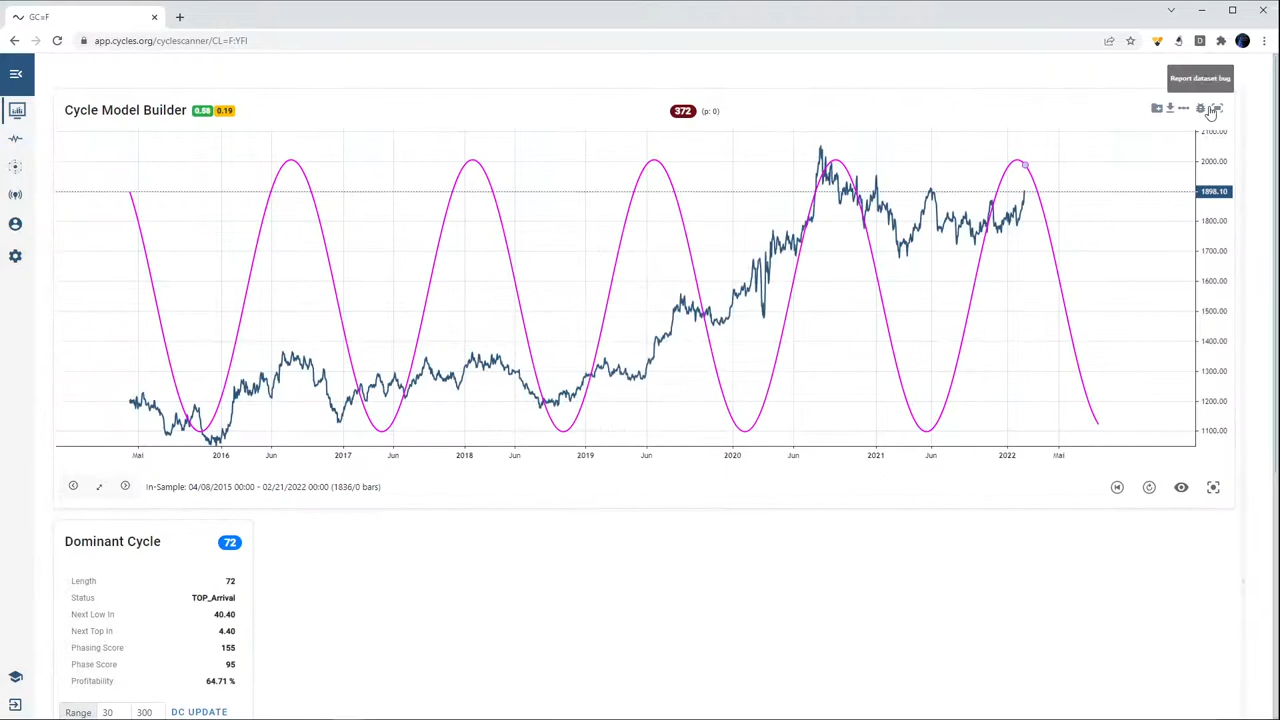 GC=F
app.cycles.org/cyclescanner/CL=F:YFI
Report dataset bug
Cycle Model Builder 0.58 0.19
372 (p: 0)
2100.00
2000.00
1898.10
1800.00
1700.00
1600.00
1500.00
1400.00
1300.00
1200.00
1100.00
Mai 2016 Jun 2017 Jun 2018 Jun 2019 Jun 2020 Jun 2021 Jun 2022 Mai
In-Sample: 04/08/2015 00:00 - 02/21/2022 00:00 (1836/0 bars)
Dominant Cycle 72
Length 72
Status TOP_Arrival
Next Low In 40.40
Next Top In 4.40
Phasing Score 155
Phase Score 95
Profitability 64.71 %
Range 30 300 DC UPDATE